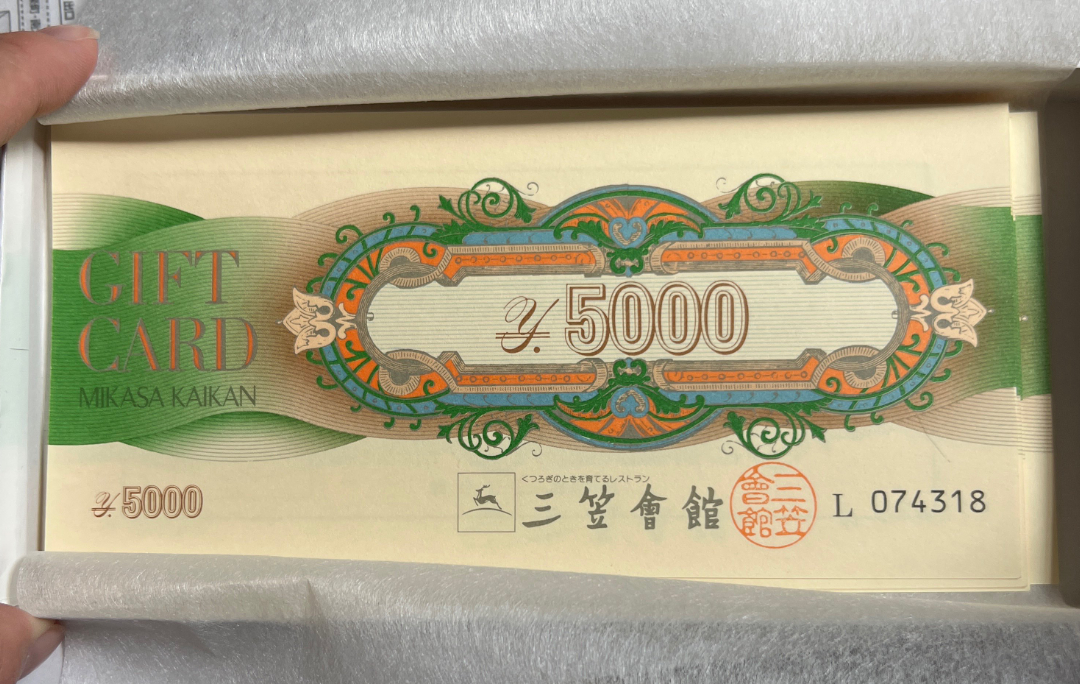 GIFT
CARD
MIKASA KAIKAN
¥5000
¥5000
くつろぎのときを育てるレストラン
三笠會館
三笠
會館
L 074318